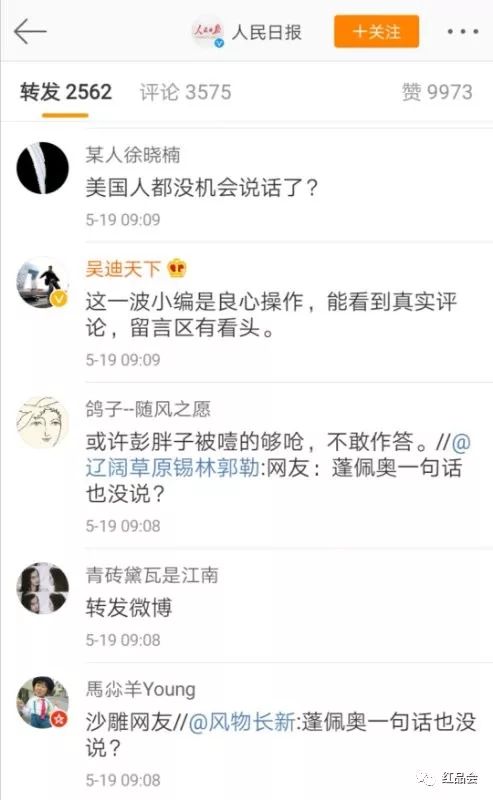 人民日报
人民日报
+关注
转发 2562
评论 3575
赞 9973
某人徐晓楠
美国人都没机会说话了？
5-19 09:09
吴迪天下
这一波小编是良心操作，能看到真实评
论，留言区有看头。
5-19 09:09
鸽子--随风之愿
或许彭胖子被噎的够呛，不敢作答。//@
辽阔草原锡林郭勒:网友：蓬佩奥一句话
也没说？
5-19 09:08
青砖黛瓦是江南
转发微博
5-19 09:08
馬尛羊Young
沙雕网友//@风物长新:蓬佩奥一句话也没
说？
5-19 09:08
红品会